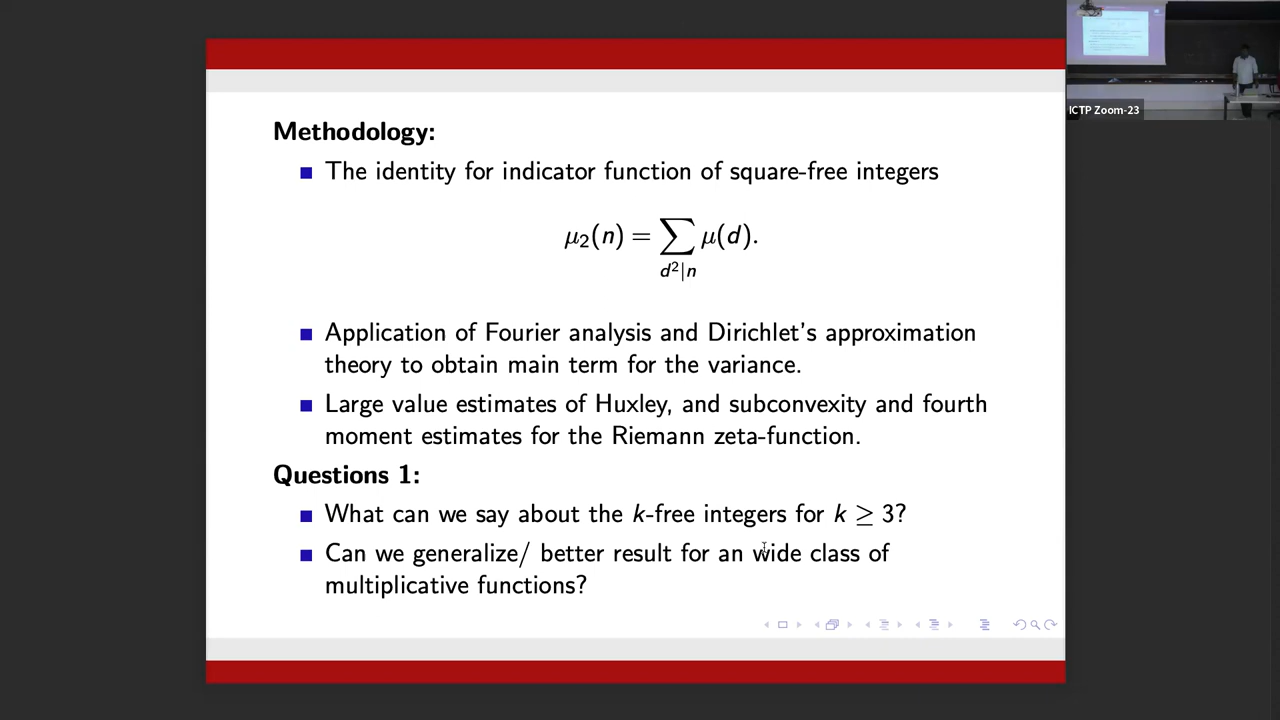 ICTP Zoom-23
Methodology:
The identity for indicator function of square-free integers
μ₂(n) = ∑ μ(d).
d²|n
Application of Fourier analysis and Dirichlet's approximation
theory to obtain main term for the variance.
Large value estimates of Huxley, and subconvexity and fourth
moment estimates for the Riemann zeta-function.
Questions 1:
What can we say about the k-free integers for k ≥ 3?
Can we generalize/ better result for an wide class of
multiplicative functions?